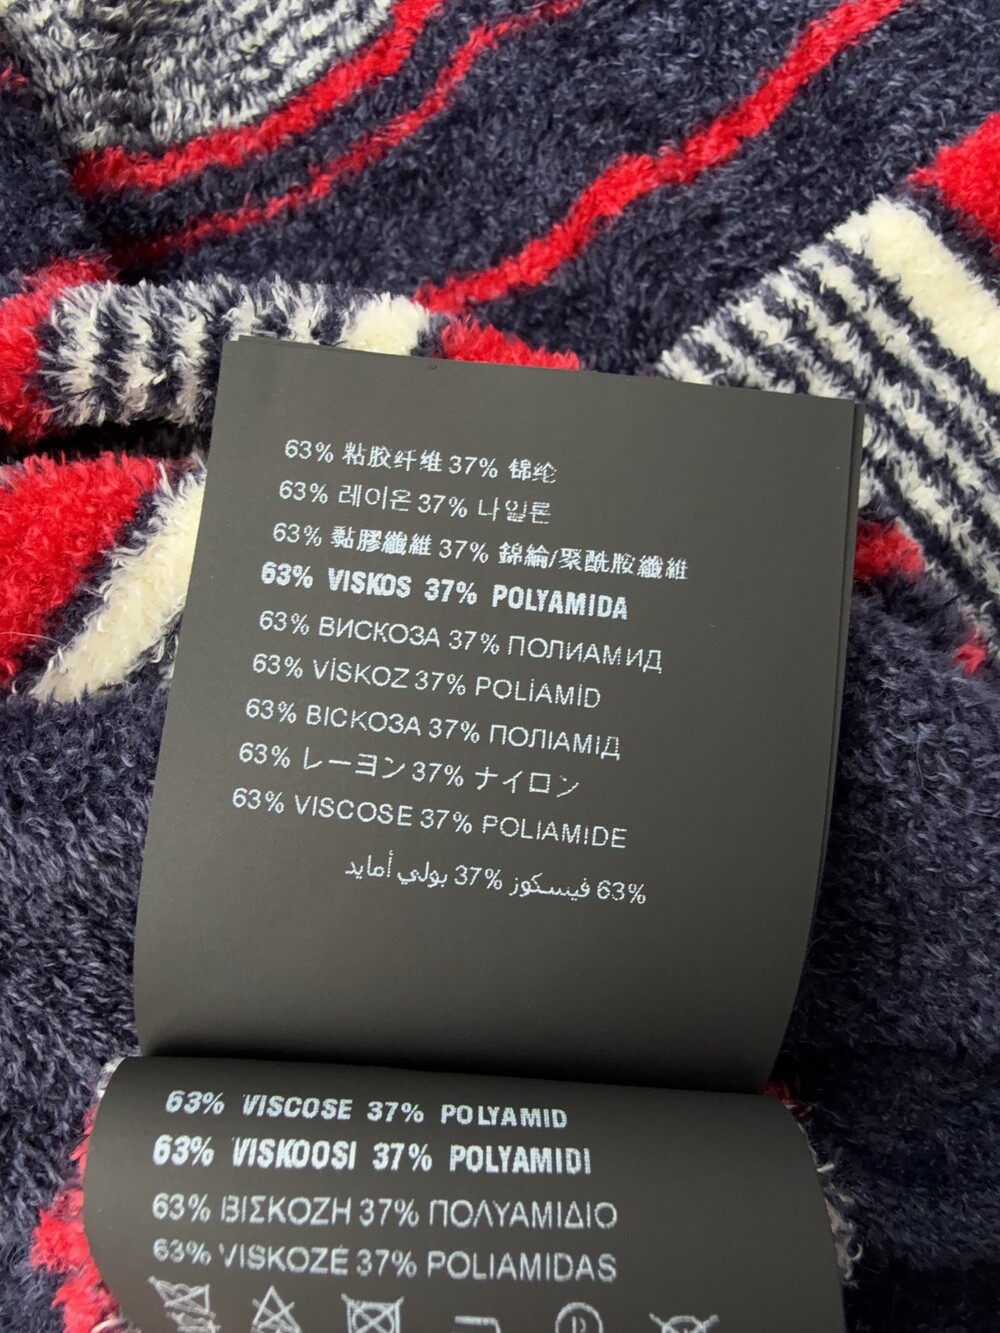 63% 粘胶纤维 37% 锦纶
63% 레이온 37% 나일론
63% 黏膠纖維 37% 錦綸/聚酰胺纖維
63% VISKOS 37% POLYAMIDA
63% ВИСКОЗА 37% ПОЛИАМИД
63% VİSKOZ 37% POLİAMİD
63% ВІСКОЗА 37% ПОЛІАМІД
63% レーヨン 37% ナイロン
63% VISCOSE 37% POLIAMIDE
63% فيسكوز 37% بولي أمايد
63% VISCOSE 37% POLYAMID
63% VISKOOSI 37% POLYAMIDI
63% ΒΙΣΚΟΖΗ 37% ΠΟΛΥΑΜΙΔΙΟ
63% VISKOZĖ 37% POLIAMIDAS